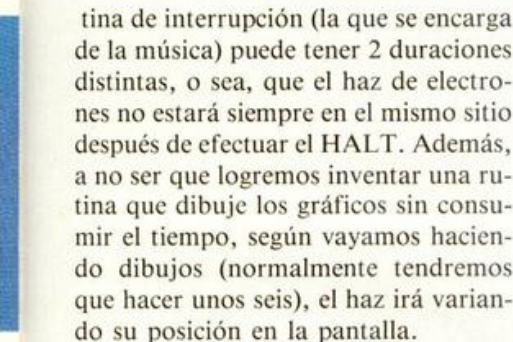 tina de interrupción (la que se encarga
de la música) puede tener 2 duraciones
distintas, o sea, que el haz de electro-
nes no estará siempre en el mismo sitio
después de efectuar el HALT. Además,
a no ser que logremos inventar una ru-
tina que dibuje los gráficos sin consu-
mir el tiempo, según vayamos hacien-
do dibujos (normalmente tendremos
que hacer unos seis), el haz irá varian-
do su posición en la pantalla.